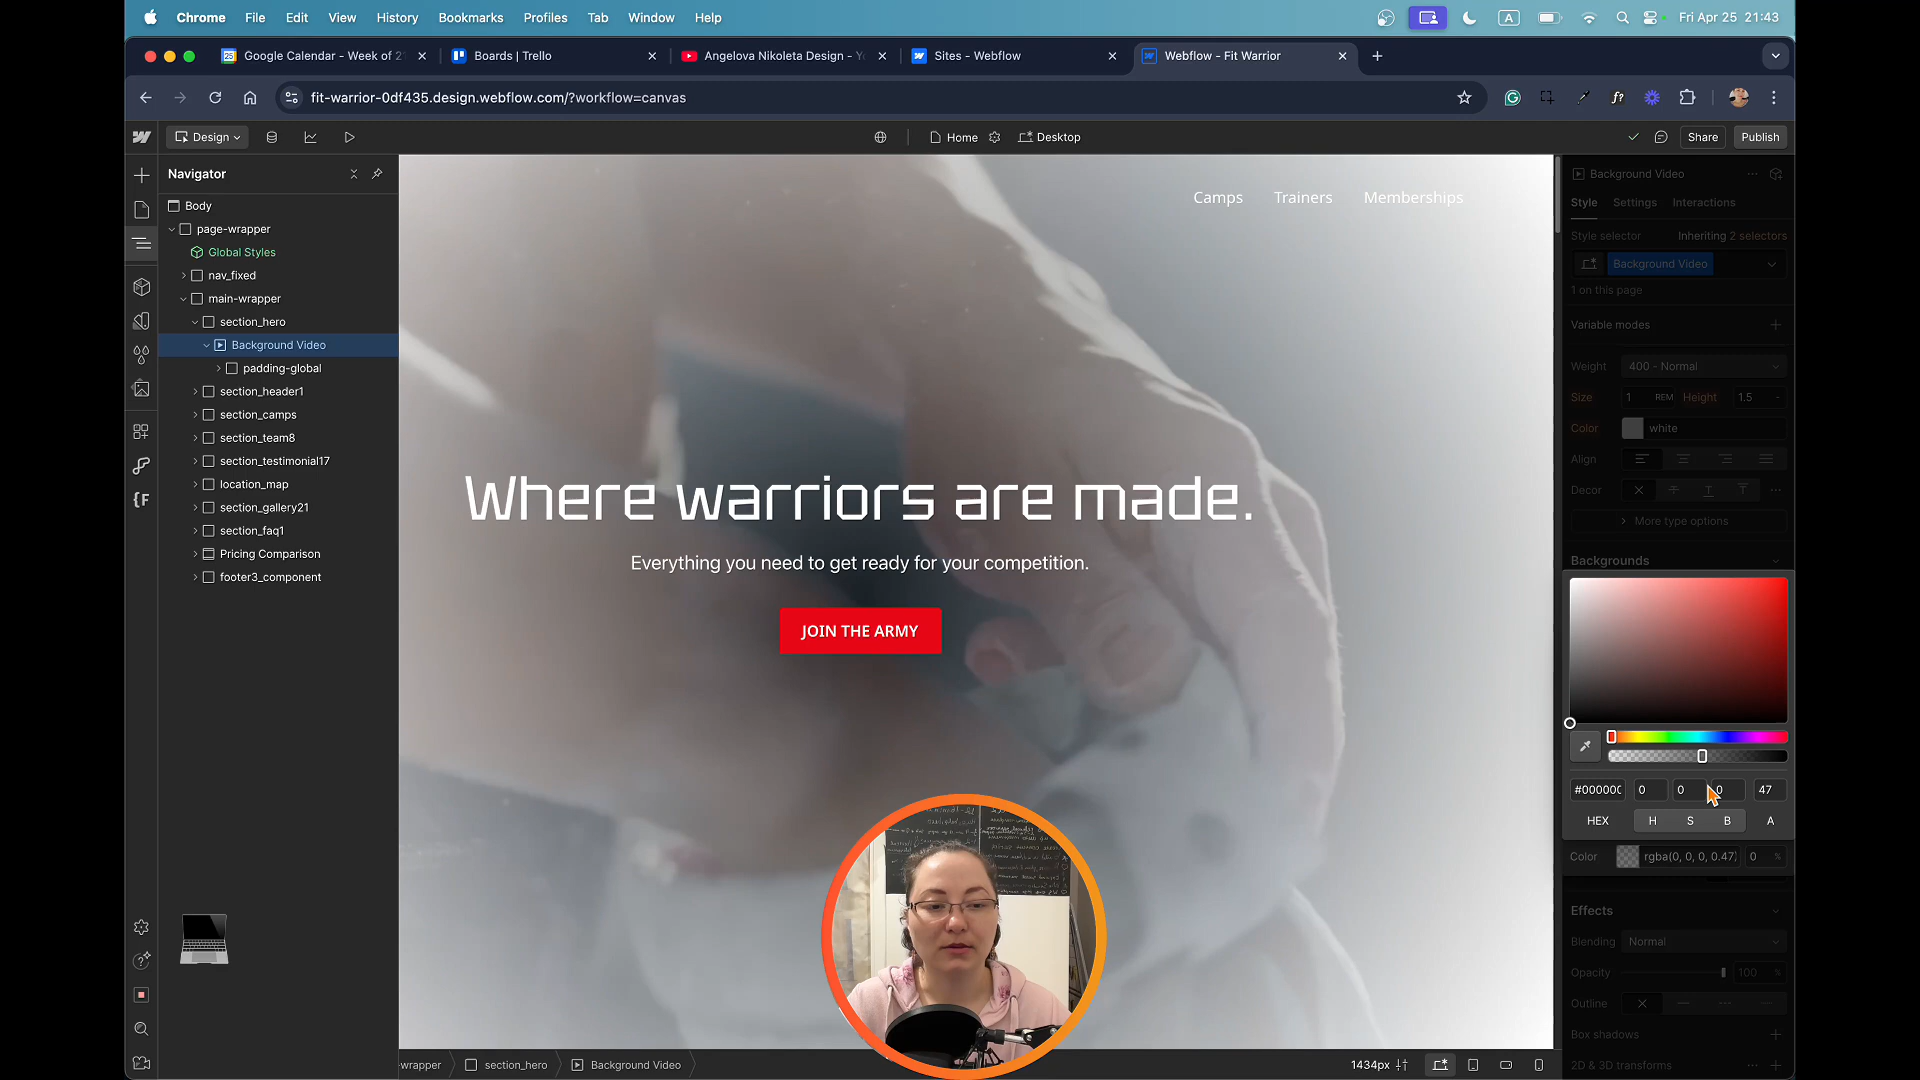 Chrome File Edit View History Bookmarks Profiles Tab Window Help
A
Fri Apr 25 21:43
25 Google Calendar - Week of 2
Boards | Trello
Angelova Nikoleta Design - Y
Sites - Webflow
Webflow - Fit Warrior
fit-warrior-0df435.design.webflow.com/?workflow=canvas
f?
Design
Home
Desktop
Share
Publish
Navigator
Body
page-wrapper
Global Styles
nav_fixed
main-wrapper
section_hero
Background Video
padding-global
section_header1
section_camps
section_team8
section_testimonial17
location_map
section_gallery21
section_faq1
Pricing Comparison
footer3_component
Camps Trainers Memberships
Where warriors are made.
Everything you need to get ready for your competition.
JOIN THE ARMY
Background Video
Style Settings Interactions
Style selector Inheriting 2 selectors
Background Video
1 on this page
Variable modes
Weight 400 - Normal
Size 1 REM Height 1.5 -
Color white
Align
Decor
More type options
Backgrounds
#00000C 0 0 0 47
HEX H S B A
Color rgba(0, 0, 0, 0.47) 0 %
Effects
Blending Normal
Opacity 100 %
Outline
Box shadows
2D & 3D transforms
-wrapper section_hero Background Video
1434px